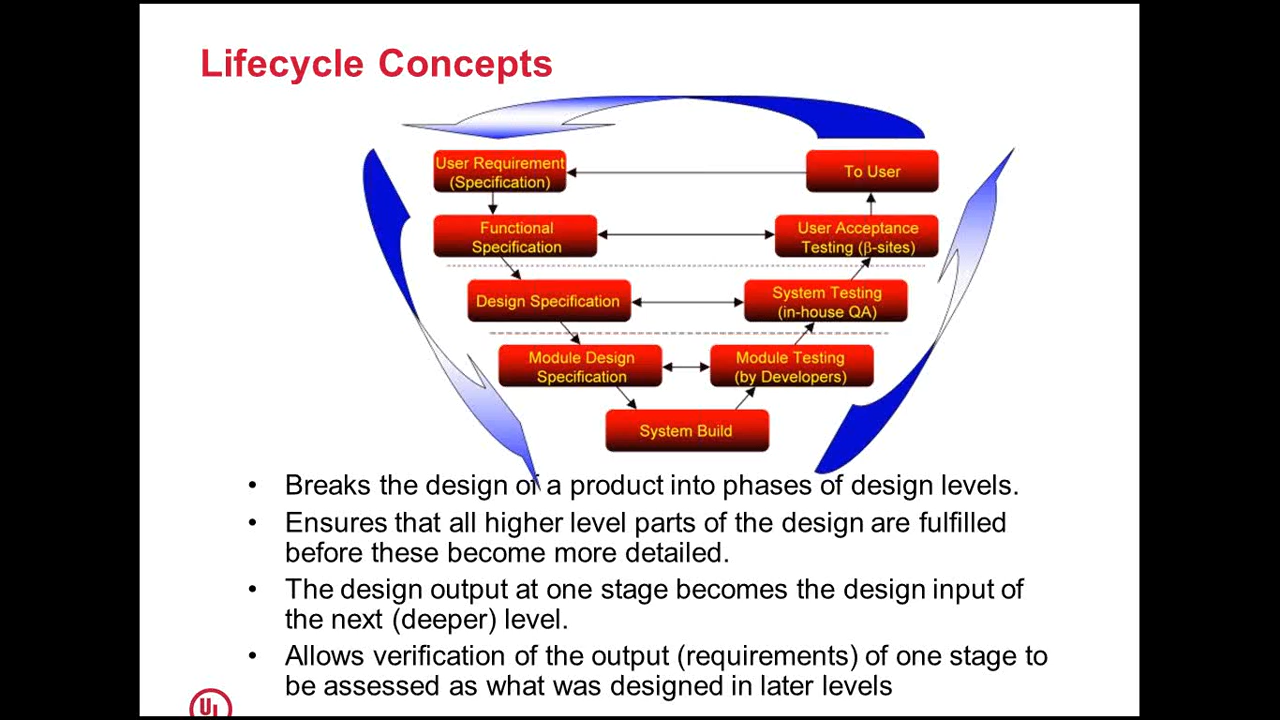 Lifecycle Concepts
User Requirement
(Specification)
To User
Functional
Specification
User Acceptance
Testing (β-sites)
Design Specification
System Testing
(in-house QA)
Module Design
Specification
Module Testing
(by Developers)
System Build
• Breaks the design of a product into phases of design levels.
• Ensures that all higher level parts of the design are fulfilled
before these become more detailed.
• The design output at one stage becomes the design input of
the next (deeper) level.
• Allows verification of the output (requirements) of one stage to
be assessed as what was designed in later levels
UL